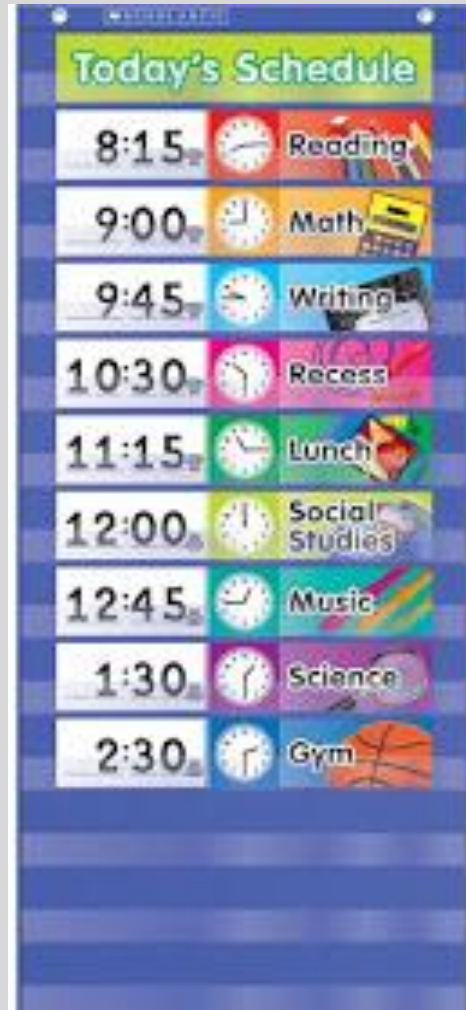 SCHOLASTIC
Today's Schedule
8:15 Reading
9:00 Math
9:45 Writing
10:30 Recess
11:15 Lunch
12:00 Social
Studies
12:45 Music
1:30 Science
2:30 Gym